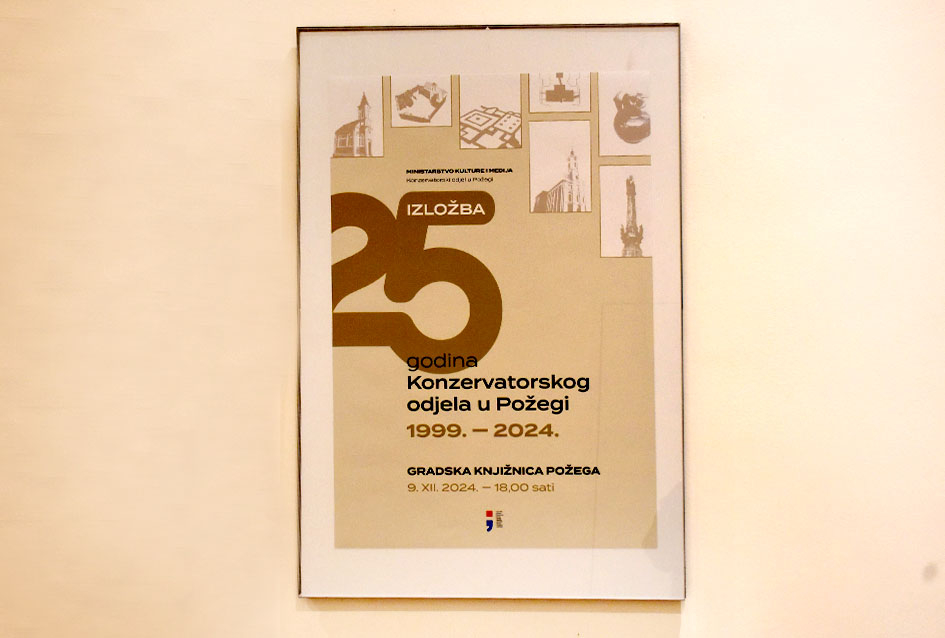 MINISTARSTVO KULTURE I MEDIJA
Konzervatorski odjel u Požegi
IZLOŽBA
25
godina
Konzervatorskog
odjela u Požegi
1999. — 2024.
GRADSKA KNJIŽNICA POŽEGA
9. XII. 2024. — 18,00 sati